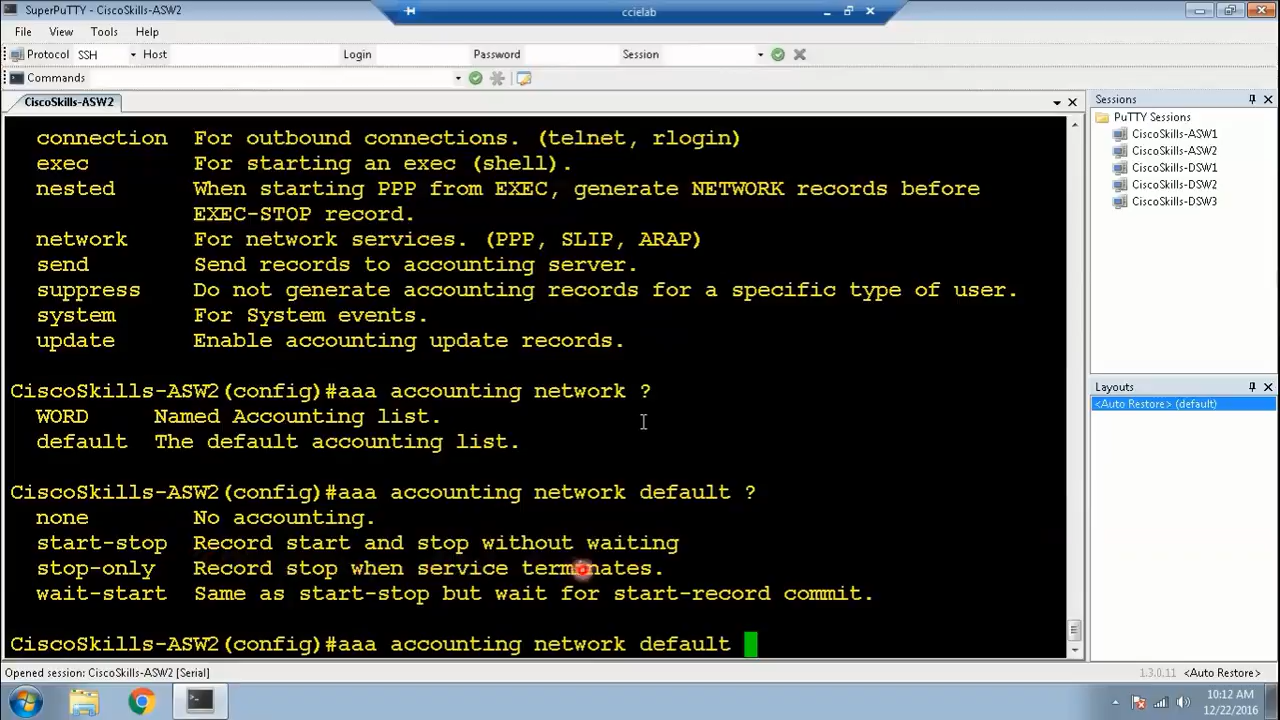 SuperPuTTY - CiscoSkills-ASW2
ccielab
File View Tools Help
Protocol SSH Host Login Password Session
Commands
CiscoSkills-ASW2
connection For outbound connections. (telnet, rlogin)
exec For starting an exec (shell).
nested When starting PPP from EXEC, generate NETWORK records before
EXEC-STOP record.
network For network services. (PPP, SLIP, ARAP)
send Send records to accounting server.
suppress Do not generate accounting records for a specific type of user.
system For System events.
update Enable accounting update records.
CiscoSkills-ASW2(config)#aaa accounting network ?
WORD Named Accounting list.
default The default accounting list.
CiscoSkills-ASW2(config)#aaa accounting network default ?
none No accounting.
start-stop Record start and stop without waiting
stop-only Record stop when service terminates.
wait-start Same as start-stop but wait for start-record commit.
CiscoSkills-ASW2(config)#aaa accounting network default
Sessions
PuTTY Sessions
CiscoSkills-ASW1
CiscoSkills-ASW2
CiscoSkills-DSW1
CiscoSkills-DSW2
CiscoSkills-DSW3
Layouts
<Auto Restore> (default)
Opened session: CiscoSkills-ASW2 [Serial]
1.3.0.11 <Auto Restore>
10:12 AM
12/22/2016